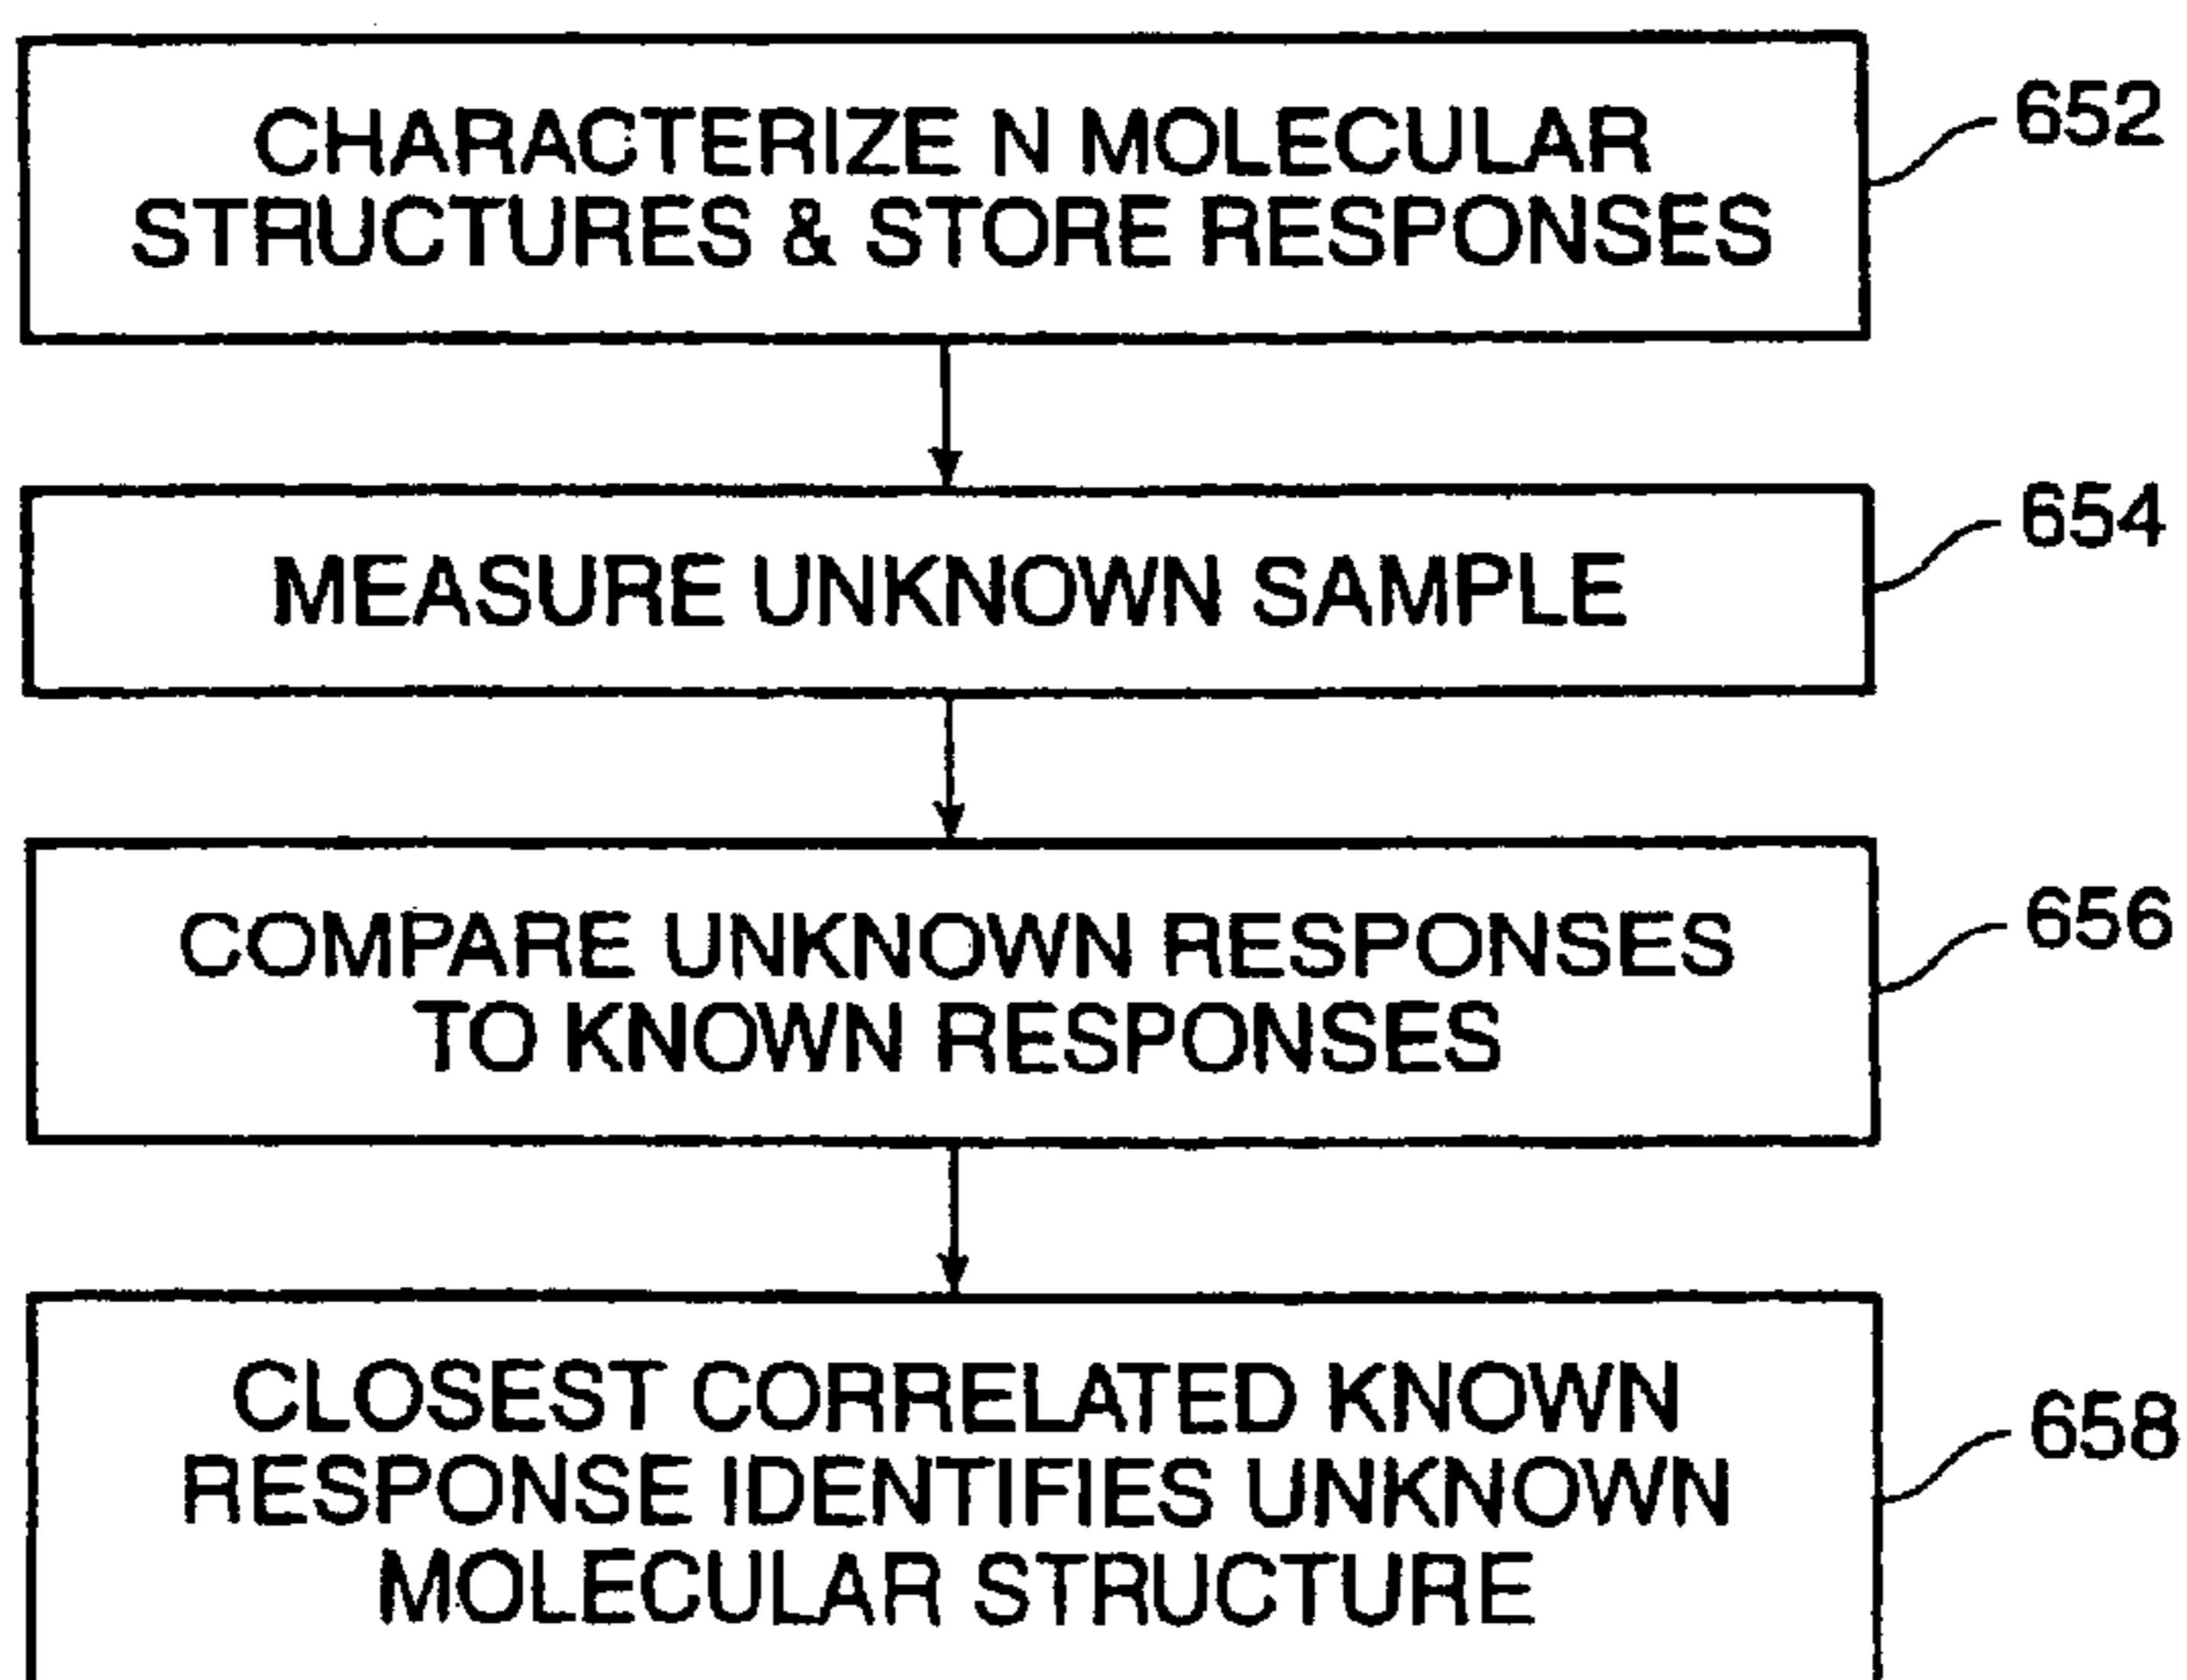 CHARACTERIZE N MOLECULAR
STRUCTURES & STORE RESPONSES
652
MEASURE UNKNOWN SAMPLE
654
COMPARE UNKNOWN RESPONSES
TO KNOWN RESPONSES
656
CLOSEST CORRELATED KNOWN
RESPONSE IDENTIFIES UNKNOWN
MOLECULAR STRUCTURE
658